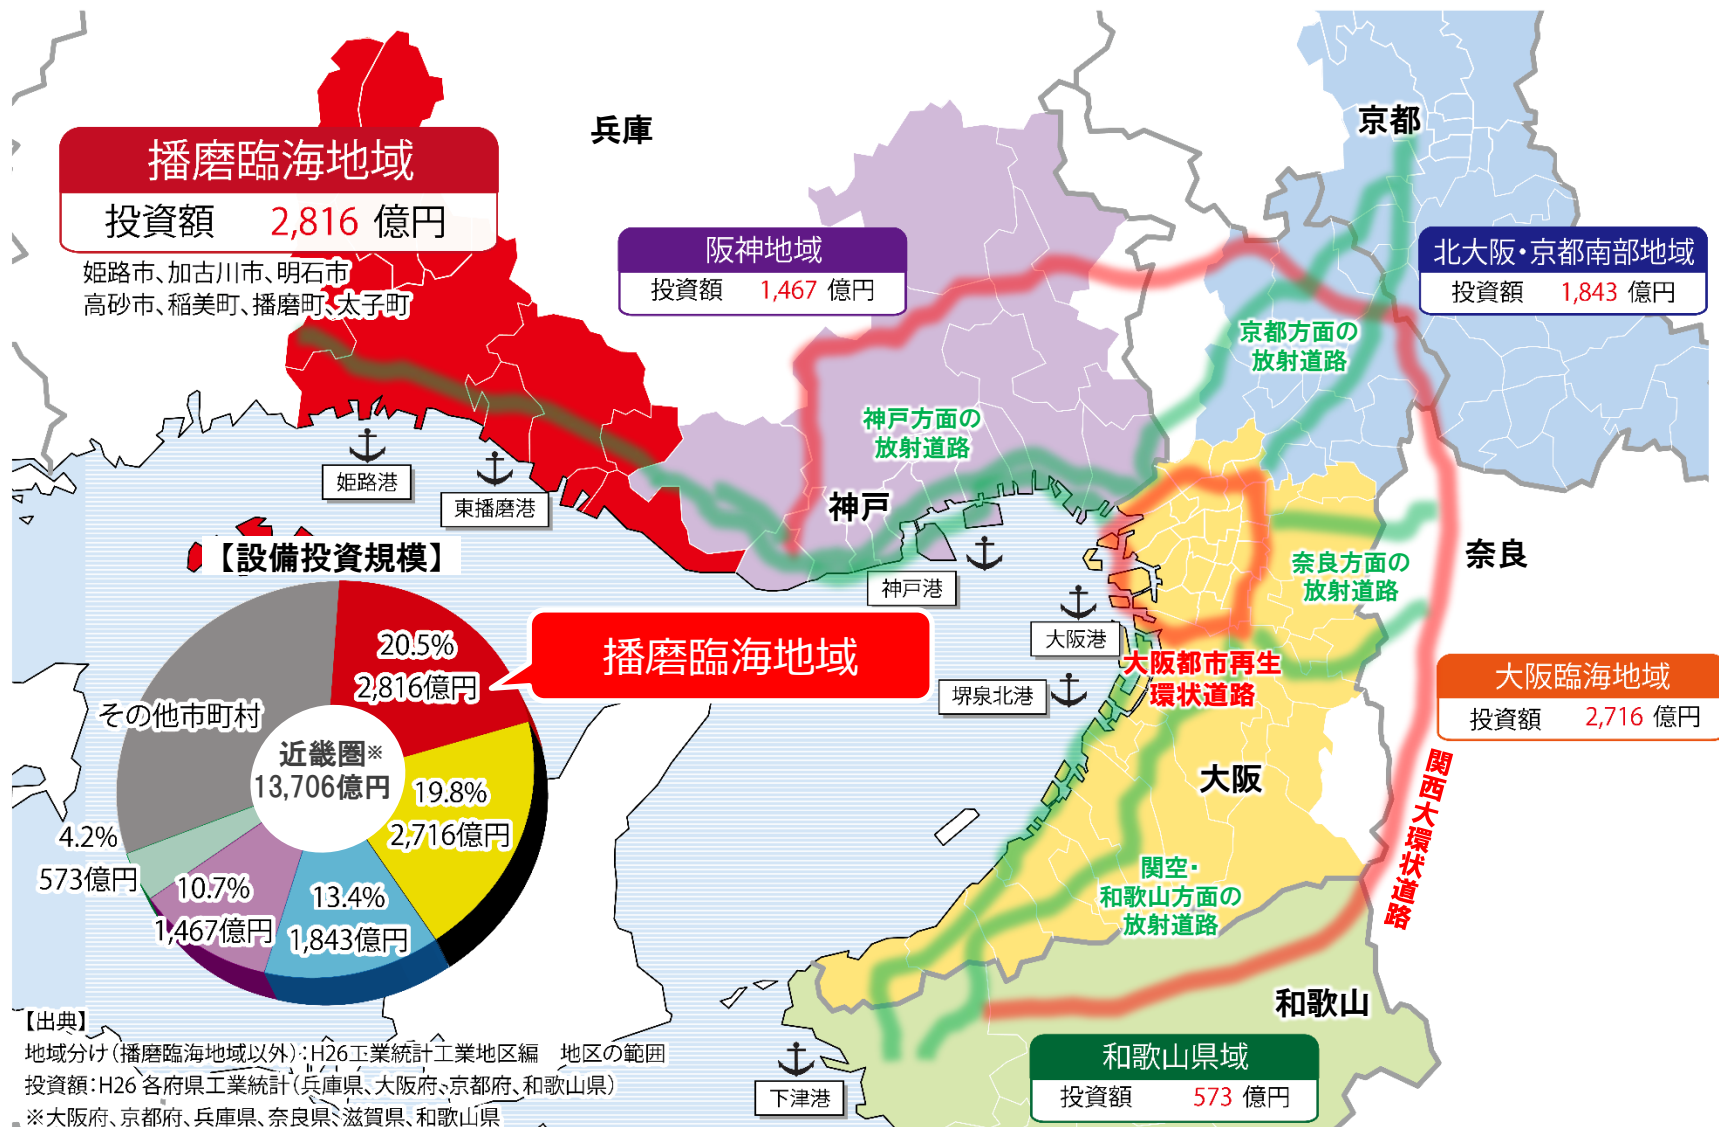 兵庫
京都
播磨臨海地域
投資額 2,816 億円
姫路市、加古川市、明石市
高砂市、稲美町、播磨町、太子町
阪神地域
投資額 1,467 億円
北大阪・京都南部地域
投資額 1,843 億円
京都方面の
放射道路
神戸方面の
放射道路
神戸
姫路港
東播磨港
神戸港
奈良
奈良方面の
放射道路
大阪港
堺泉北港
大阪都市再生
環状道路
大阪臨海地域
投資額 2,716 億円
関西大環状道路
大阪
関空・
和歌山方面の
放射道路
和歌山
和歌山県域
投資額 573 億円
下津港
【設備投資規模】
播磨臨海地域
20.5%
2,816億円
その他市町村
近畿圏※
13,706億円
19.8%
2,716億円
4.2%
573億円
10.7%
1,467億円
13.4%
1,843億円
【出典】
地域分け(播磨臨海地域以外):H26工業統計工業地区編 地区の範囲
投資額:H26 各府県工業統計(兵庫県、大阪府、京都府、和歌山県)
※大阪府、京都府、兵庫県、奈良県、滋賀県、和歌山県